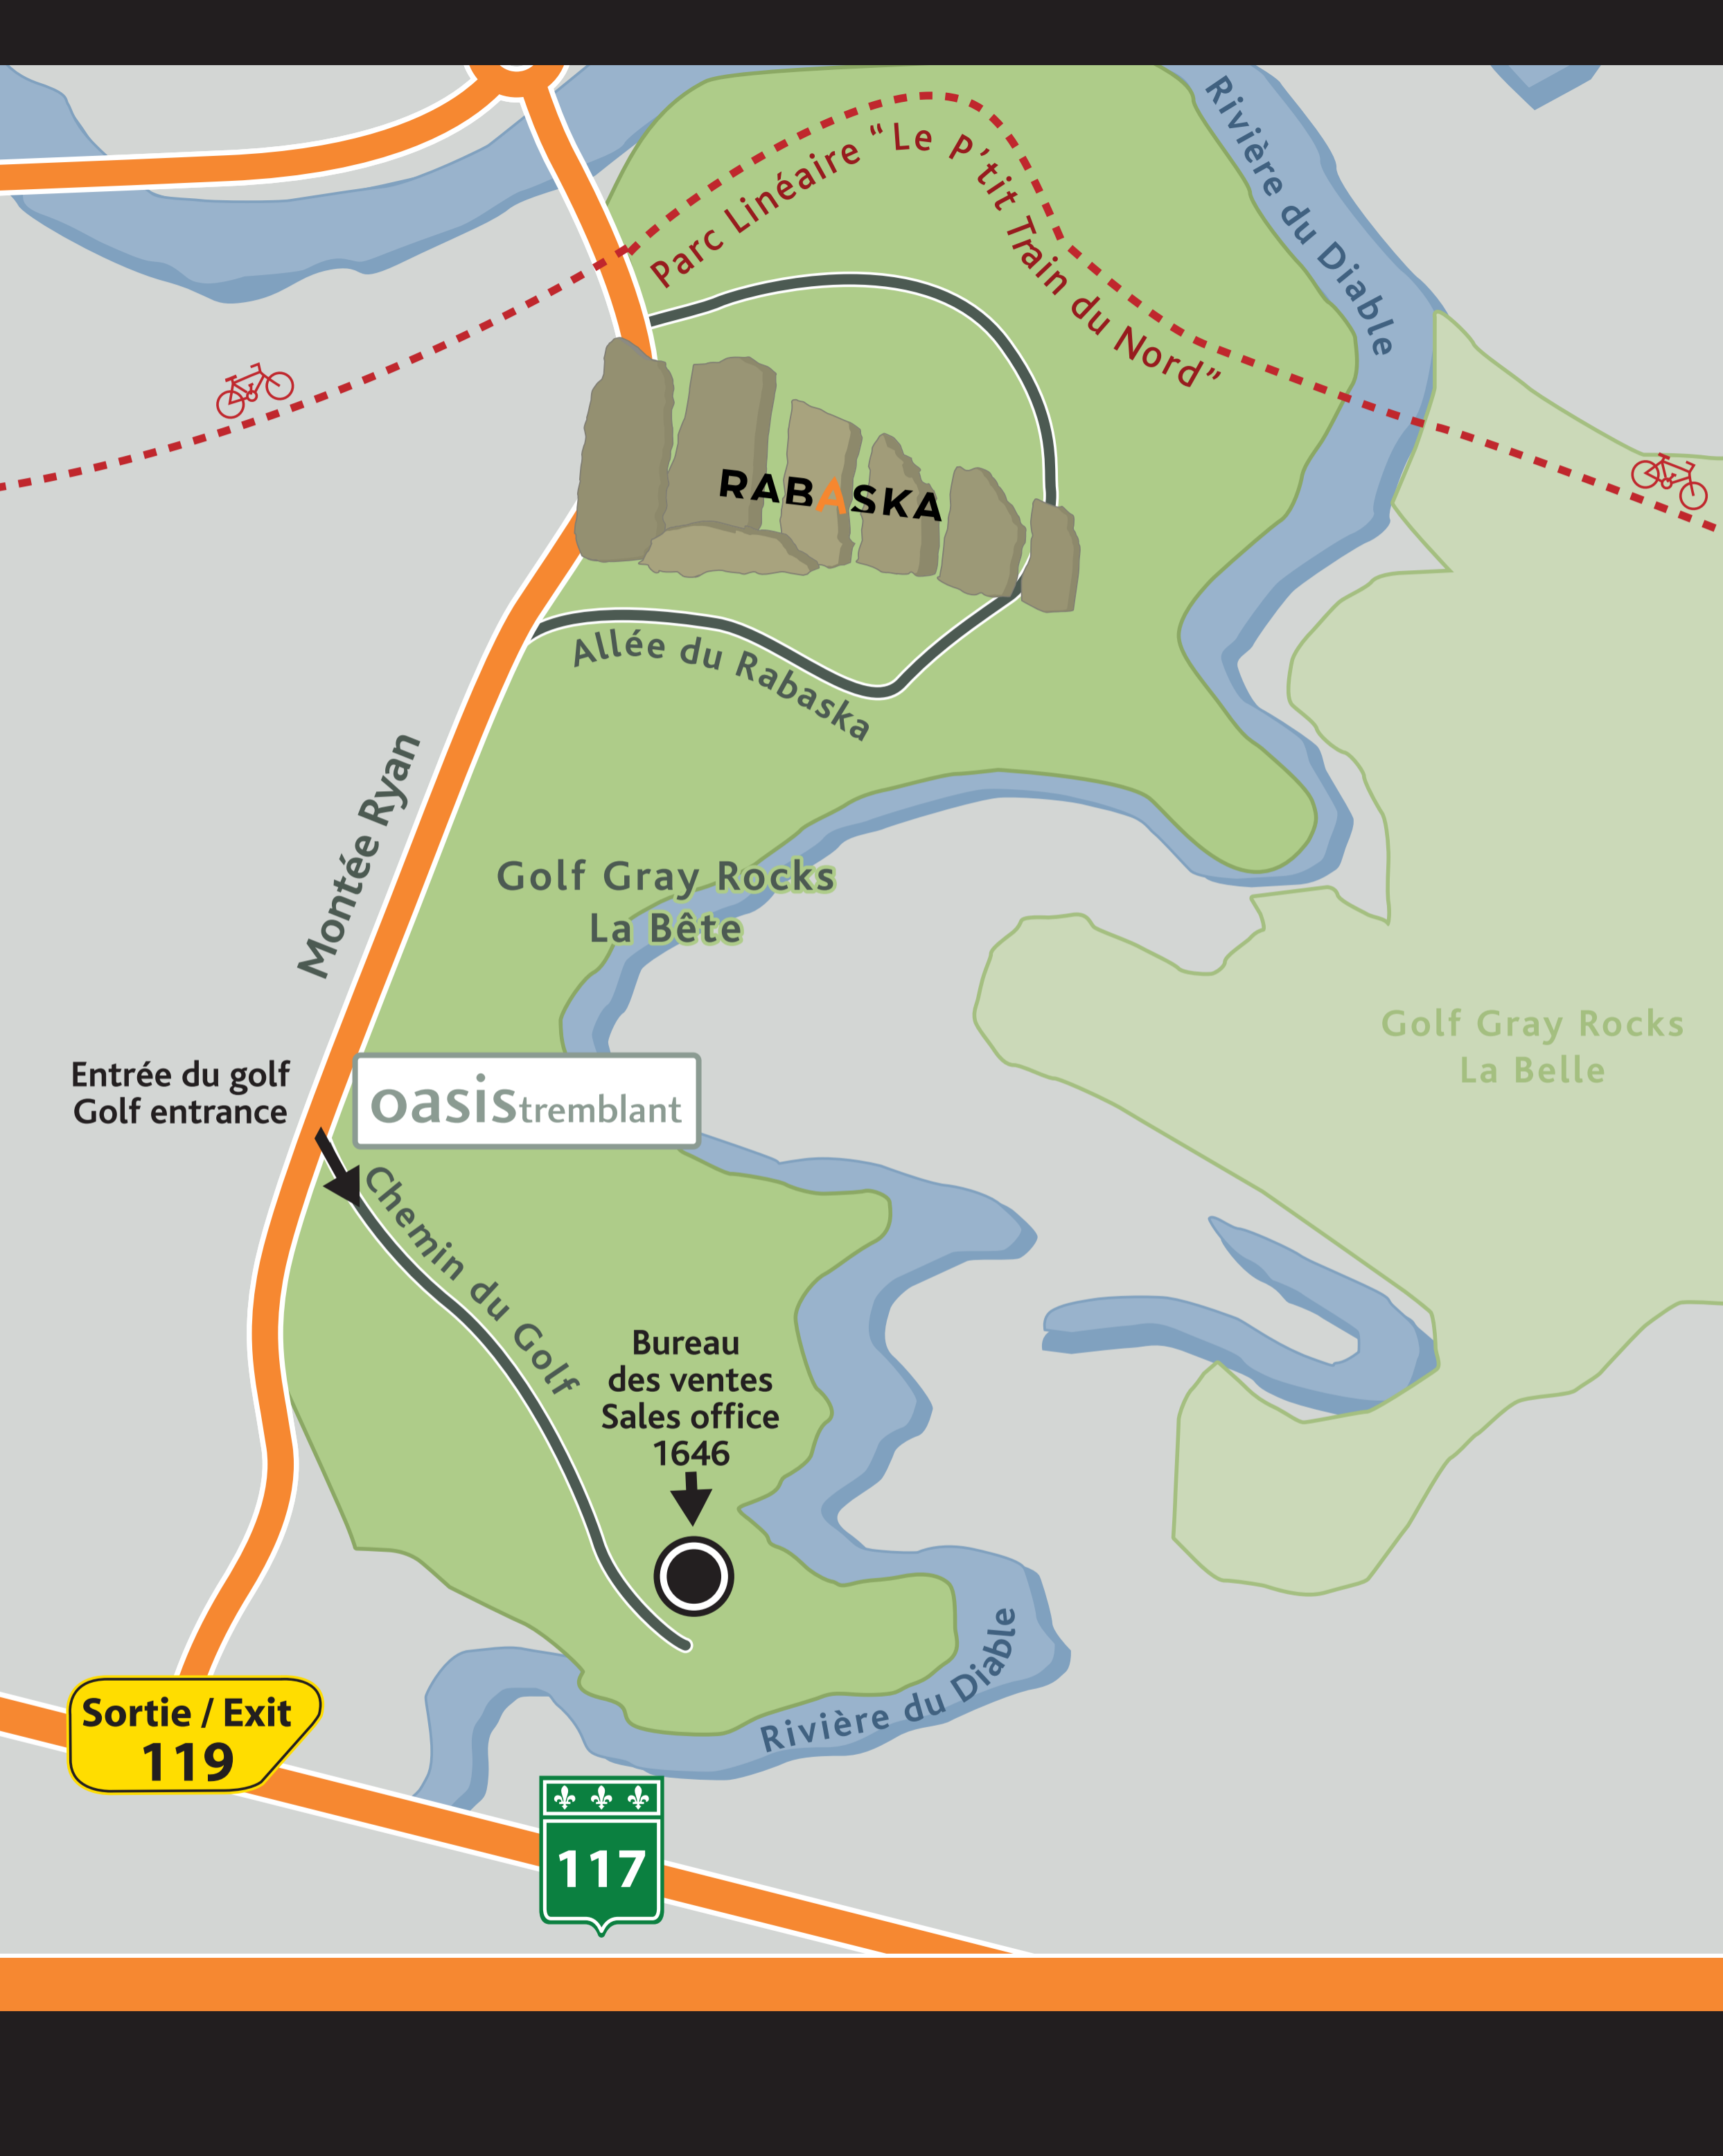 Rivière du Diable
Parc Linéaire “Le P'tit Train du Nord”
RABASKA
Allée du Rabaska
Montée Ryan
Golf Gray Rocks
La Bête
Golf Gray Rocks
La Belle
Entrée du golf
Golf entrance
oasis tremblant
Chemin du Golf
Bureau
des ventes
Sales office
1646
Rivière du Diable
Sortie / Exit
119
117